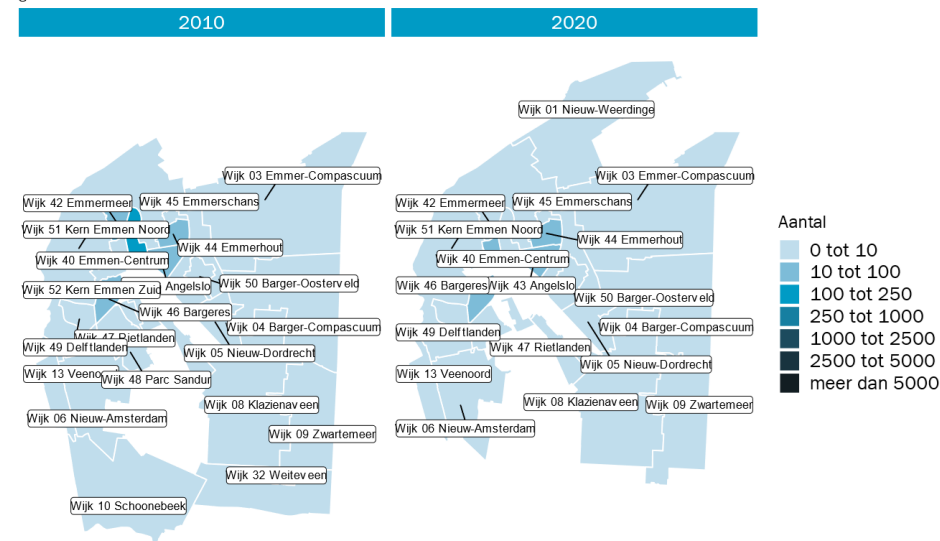 2010
Wijk 03 Emmer-Compascuum
Wijk 42 Emmermeer
Wijk 45 Emmerschans
Wijk 51 Kern Emmen Noord
Wijk 44 Emmerhout
Wijk 40 Emmen-Centrum
Wijk 52 Kern Emmen Zuid
Angelslo
Wijk 50 Barger-Oosterveld
Wijk 46 Bargeres
Wijk 04 Barger-Compascuum
Wijk 47 Rietlanden
Wijk 49 Delftlanden
Wijk 05 Nieuw-Dordrecht
Wijk 13 Veenoo
Wijk 48 Parc Sandur
Wijk 08 Klazienaveen
Wijk 06 Nieuw-Amsterdam
Wijk 09 Zwartemeer
Wijk 32 Weiteveen
Wijk 10 Schoonebeek
2020
Wijk 01 Nieuw-Weerdinge
Wijk 03 Emmer-Compascuum
Wijk 42 Emmermeer
Wijk 45 Emmerschans
Wijk 51 Kern Emmen Noord
Wijk 44 Emmerhout
Wijk 40 Emmen-Centrum
Wijk 46 Bargeres
Wijk 43 Angelslo
Wijk 50 Barger-Oosterveld
Wijk 49 Delftlanden
Wijk 04 Barger-Compascuum
Wijk 47 Rietlanden
Wijk 05 Nieuw-Dordrecht
Wijk 13 Veenoord
Wijk 08 Klazienaveen
Wijk 09 Zwartemeer
Wijk 06 Nieuw-Amsterdam
Aantal
0 tot 10
10 tot 100
100 tot 250
250 tot 1000
1000 tot 2500
2500 tot 5000
meer dan 5000